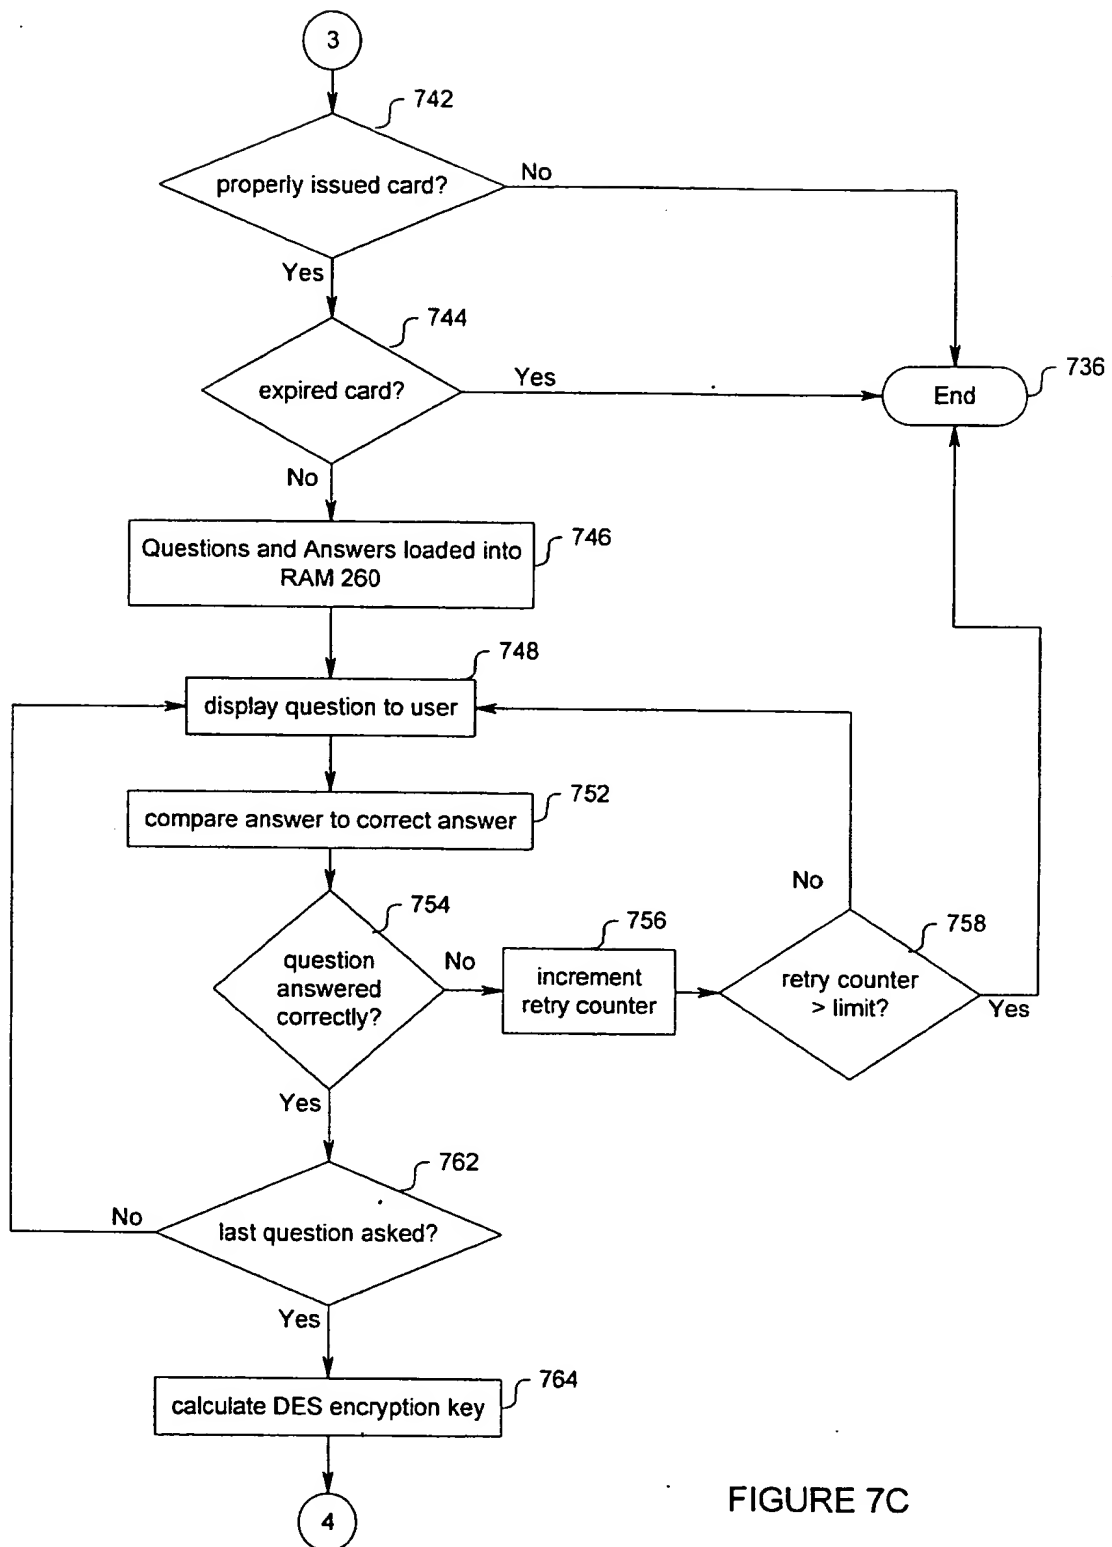 3
742
properly issued card?
No
Yes
744
expired card?
Yes
736
End
No
746
Questions and Answers loaded into
RAM 260
748
display question to user
752
compare answer to correct answer
No
754
756
758
question
answered
correctly?
No
increment
retry counter
retry counter
> limit?
Yes
Yes
762
No
last question asked?
Yes
764
calculate DES encryption key
4
FIGURE 7C